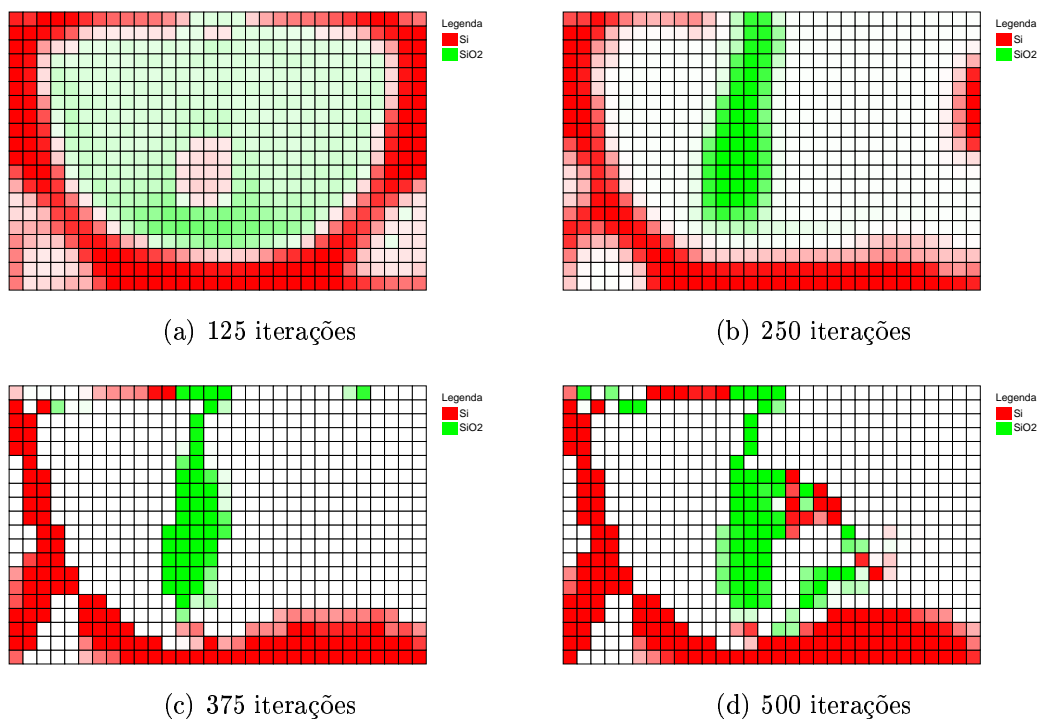 Legenda
Si
SiO2
(a) 125 iterações
Legenda
Si
SiO2
(b) 250 iterações
Legenda
Si
SiO2
(c) 375 iterações
Legenda
Si
SiO2
(d) 500 iterações